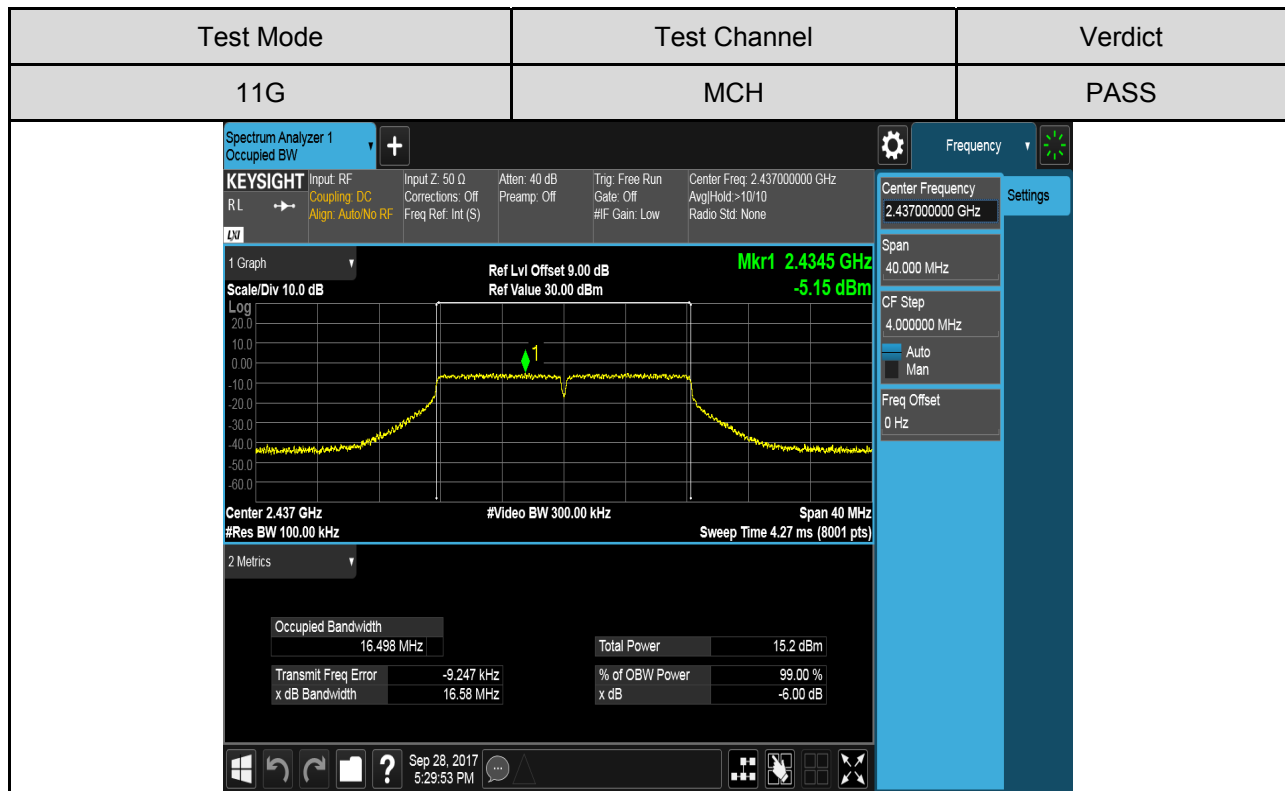 Test Mode Test Channel Verdict
11G MCH PASS
Spectrum Analyzer 1
Occupied BW
+
Frequency
KEYSIGHT
RL
LXI
Input: RF
Coupling: DC
Align: Auto/No RF
Input Z: 50 Ω
Corrections: Off
Freq Ref: Int (S)
Atten: 40 dB
Preamp: Off
Trig: Free Run
Gate: Off
#IF Gain: Low
Center Freq: 2.437000000 GHz
Avg|Hold:>10/10
Radio Std: None
Center Frequency
2.437000000 GHz
Settings
Span
40.000 MHz
CF Step
4.000000 MHz
Auto
Man
Freq Offset
0 Hz
1 Graph
Scale/Div 10.0 dB
Ref Lvl Offset 9.00 dB
Ref Value 30.00 dBm
Mkr1 2.4345 GHz
-5.15 dBm
Log
20.0
10.0
0.00
-10.0
-20.0
-30.0
-40.0
-50.0
-60.0
1
Center 2.437 GHz #Video BW 300.00 kHz Span 40 MHz
#Res BW 100.00 kHz Sweep Time 4.27 ms (8001 pts)
2 Metrics
Occupied Bandwidth
16.498 MHz
Total Power 15.2 dBm
Transmit Freq Error -9.247 kHz
% of OBW Power 99.00 %
x dB Bandwidth 16.58 MHz
x dB -6.00 dB
?
Sep 28, 2017
5:29:53 PM